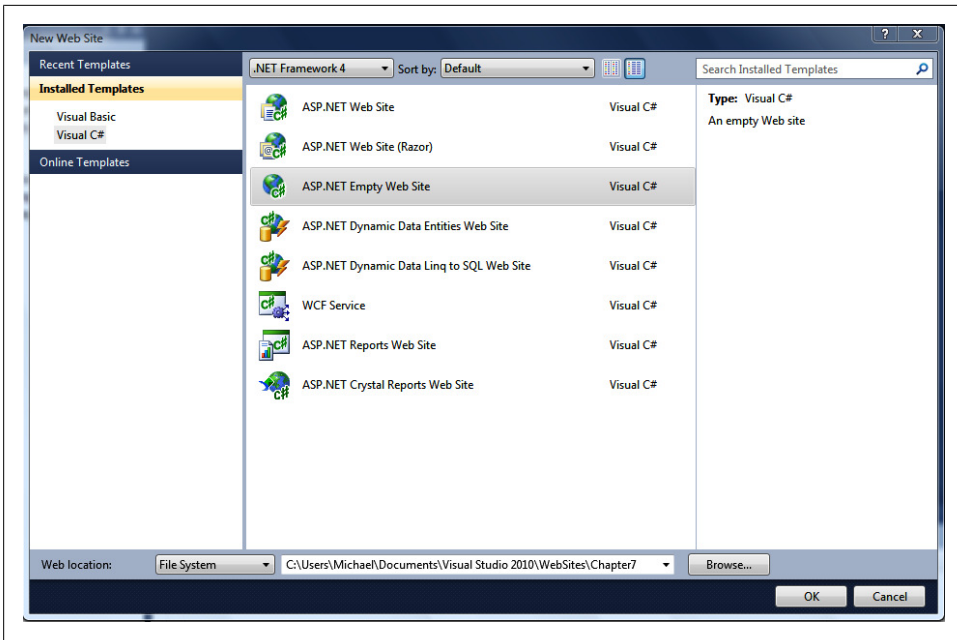 New Web Site
? X
Recent Templates
Installed Templates
Visual Basic
Visual C#
Online Templates
.NET Framework 4
Sort by: Default
ASP.NET Web Site Visual C#
ASP.NET Web Site (Razor) Visual C#
ASP.NET Empty Web Site Visual C#
ASP.NET Dynamic Data Entities Web Site Visual C#
ASP.NET Dynamic Data Linq to SQL Web Site Visual C#
WCF Service Visual C#
ASP.NET Reports Web Site Visual C#
ASP.NET Crystal Reports Web Site Visual C#
Search Installed Templates
Type: Visual C#
An empty Web site
Web location: File System C:\Users\Michael\Documents\Visual Studio 2010\WebSites\Chapter7 Browse...
OK Cancel